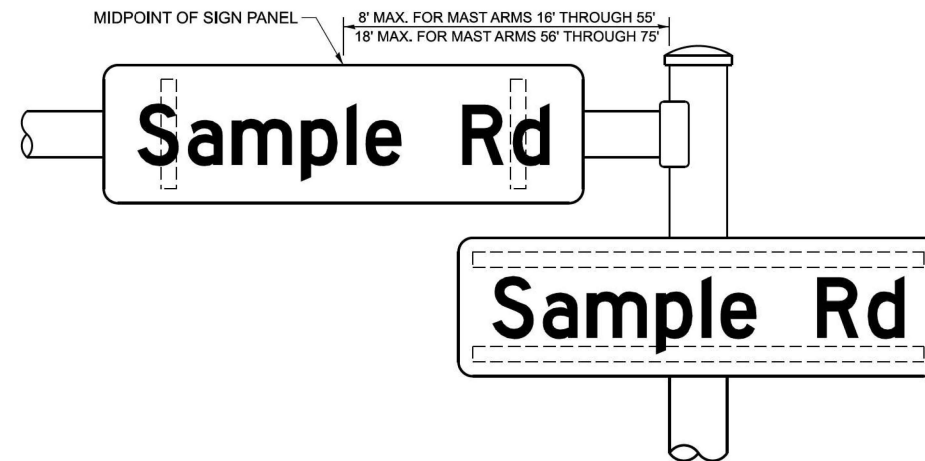 MIDPOINT OF SIGN PANEL
8' MAX. FOR MAST ARMS 16' THROUGH 55'
18' MAX. FOR MAST ARMS 56' THROUGH 75'
Sample Rd
Sample Rd